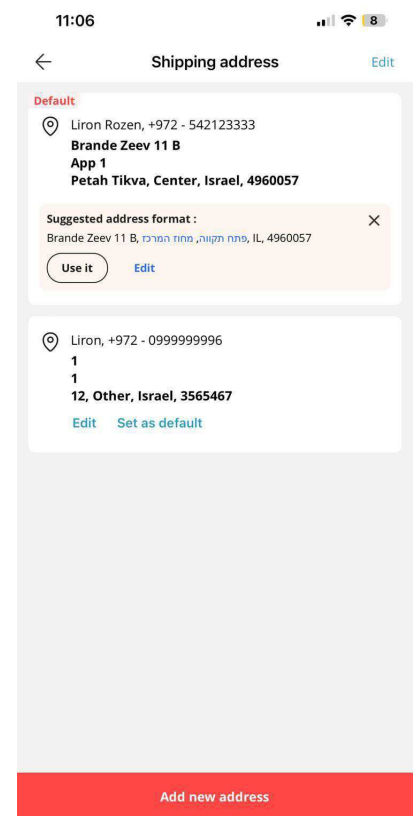 11:06
8
Shipping address
Edit
Default
Liron Rozen, +972 - 542123333
Brande Zeev 11 B
App 1
Petah Tikva, Center, Israel, 4960057
Suggested address format :
Brande Zeev 11 B, פתח תקווה, מחוז המרכז, IL, 4960057
Use it
Edit
Liron, +972 - 0999999996
1
1
12, Other, Israel, 3565467
Edit
Set as default
Add new address